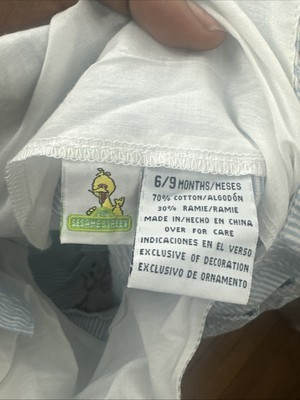 SESAME STREET
6/9 MONTHS/MESES
70% COTTON/ALGODÓN
30% RAMIE/RAMIE
MADE IN/HECHO EN CHINA
OVER FOR CARE
INDICACIONES EN EL VERSO
EXCLUSIVE OF DECORATION
EXCLUSIVO DE ORNAMENTO